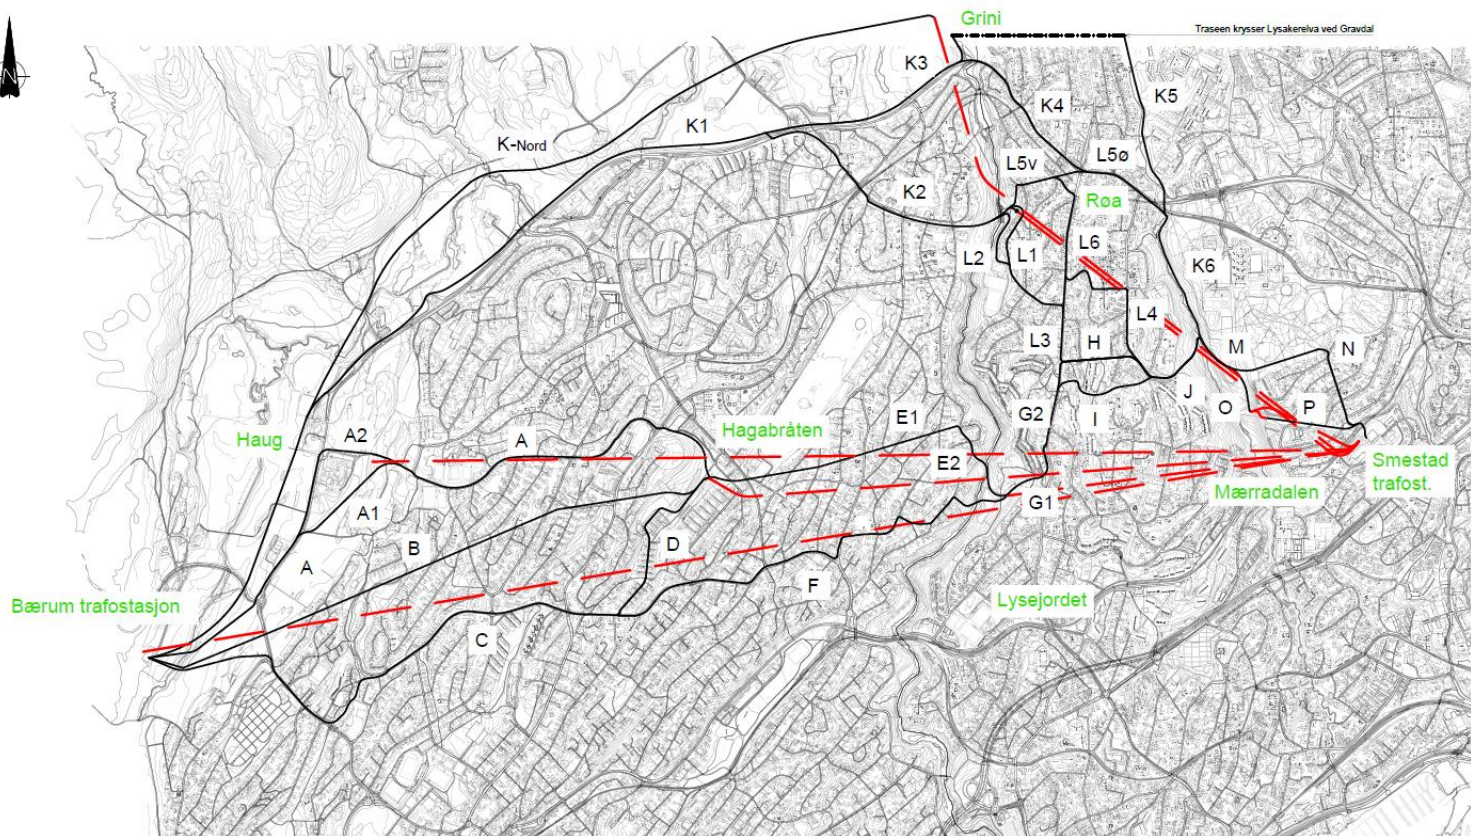 Grini
Traseen krysser Lysakerelva ved Gravdal
N
K3
K4
K5
K1
K-Nord
L5v
L5ø
K2
Røa
L2
L1
L6
K6
L4
L3
H
M
N
Haug
A2
A
Hagabråten
E1
G2
I
J
O
P
E2
Smestad
trafost.
Mærradalen
A1
G1
B
D
A
F
Bærum trafostasjon
Lysejordet
C